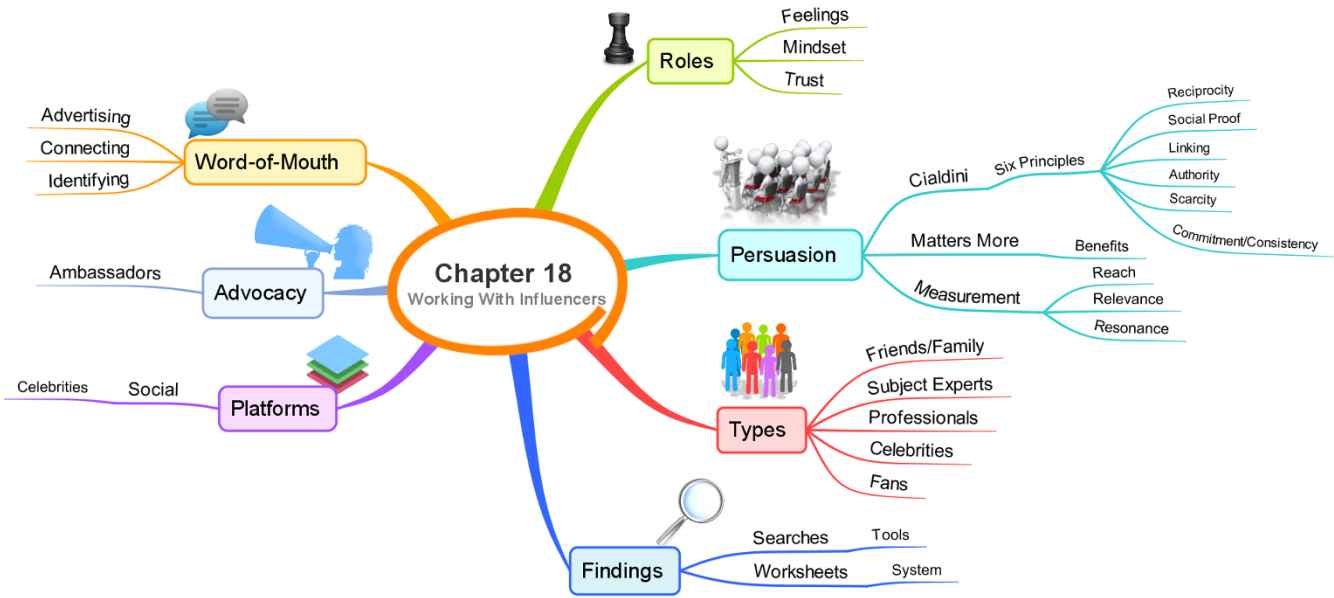 Chapter 18
Working With Influencers
Roles
Feelings
Mindset
Trust
Persuasion
Cialdini
Six Principles
Reciprocity
Social Proof
Linking
Authority
Scarcity
Commitment/Consistency
Matters More
Benefits
Measurement
Reach
Relevance
Resonance
Types
Friends/Family
Subject Experts
Professionals
Celebrities
Fans
Findings
Searches
Tools
Worksheets
System
Platforms
Social
Celebrities
Advocacy
Ambassadors
Word-of-Mouth
Advertising
Connecting
Identifying